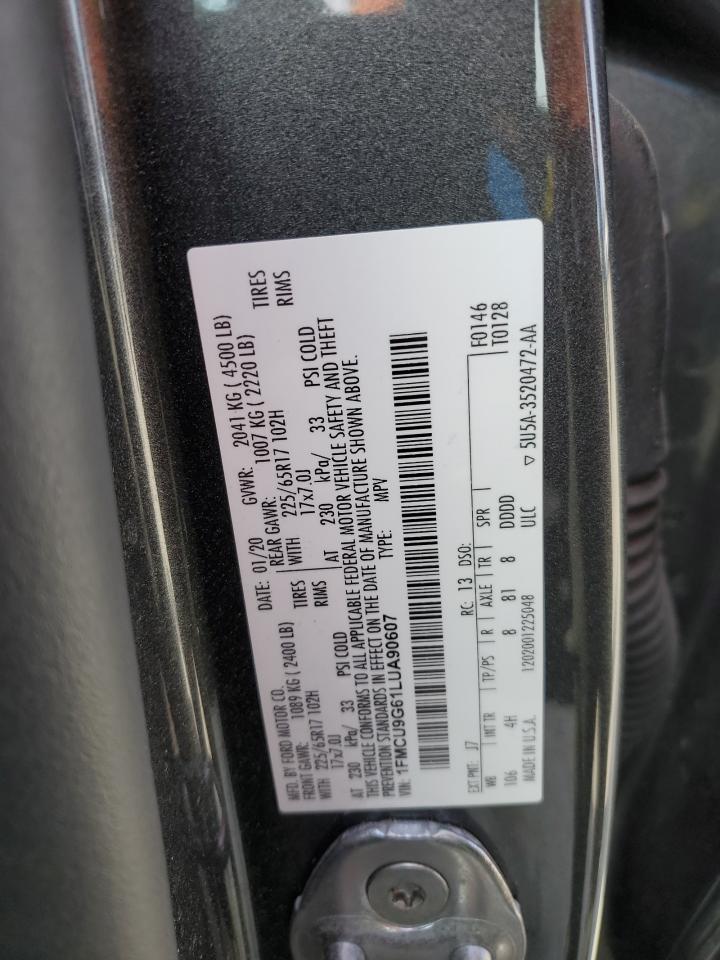 MFD. BY FORD MOTOR CO. DATE: 01/20 GVWR: 2041 KG ( 4500 LB)
FRONT GAWR: 1089 KG ( 2400 LB) REAR GAWR: 1007 KG ( 2220 LB)
WITH 225/65R17 102H TIRES WITH 225/65R17 102H TIRES
17x7.0J RIMS 17x7.0J RIMS
AT 230 kPa/ 33 PSI COLD AT 230 kPa/ 33 PSI COLD
THIS VEHICLE CONFORMS TO ALL APPLICABLE FEDERAL MOTOR VEHICLE SAFETY AND THEFT
PREVENTION STANDARDS IN EFFECT ON THE DATE OF MANUFACTURE SHOWN ABOVE.
VIN: 1FMCU9G61LUA90607 TYPE: MPV
F0146
T0128
EXT PNT: J7 RC: 13 DSO:
WB INT TR TP/PS R AXLE TR SPR
106 4H 8 81 8 DDDD
MADE IN U.S.A. 1202001225048 ULC ▽ 5U5A-3520472-AA